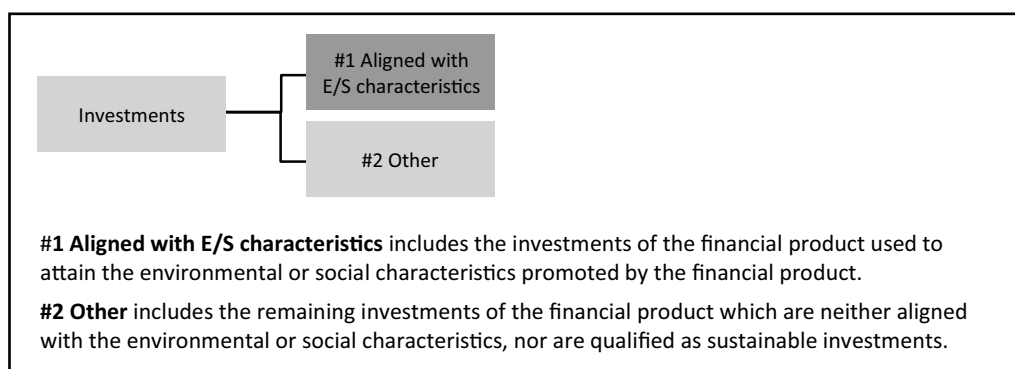 #1 Aligned with
E/S characteristics
Investments
#2 Other
#1 Aligned with E/S characteristics includes the investments of the financial product used to
attain the environmental or social characteristics promoted by the financial product.
#2 Other includes the remaining investments of the financial product which are neither aligned
with the environmental or social characteristics, nor are qualified as sustainable investments.